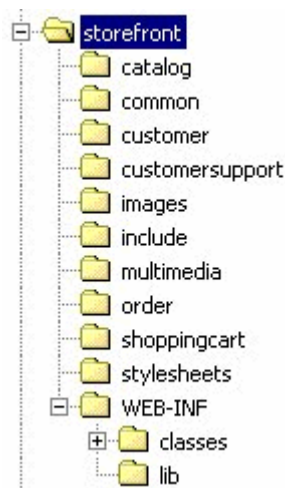 storefront
catalog
common
customer
customersupport
images
include
multimedia
order
shoppingcart
stylesheets
WEB-INF
classes
lib